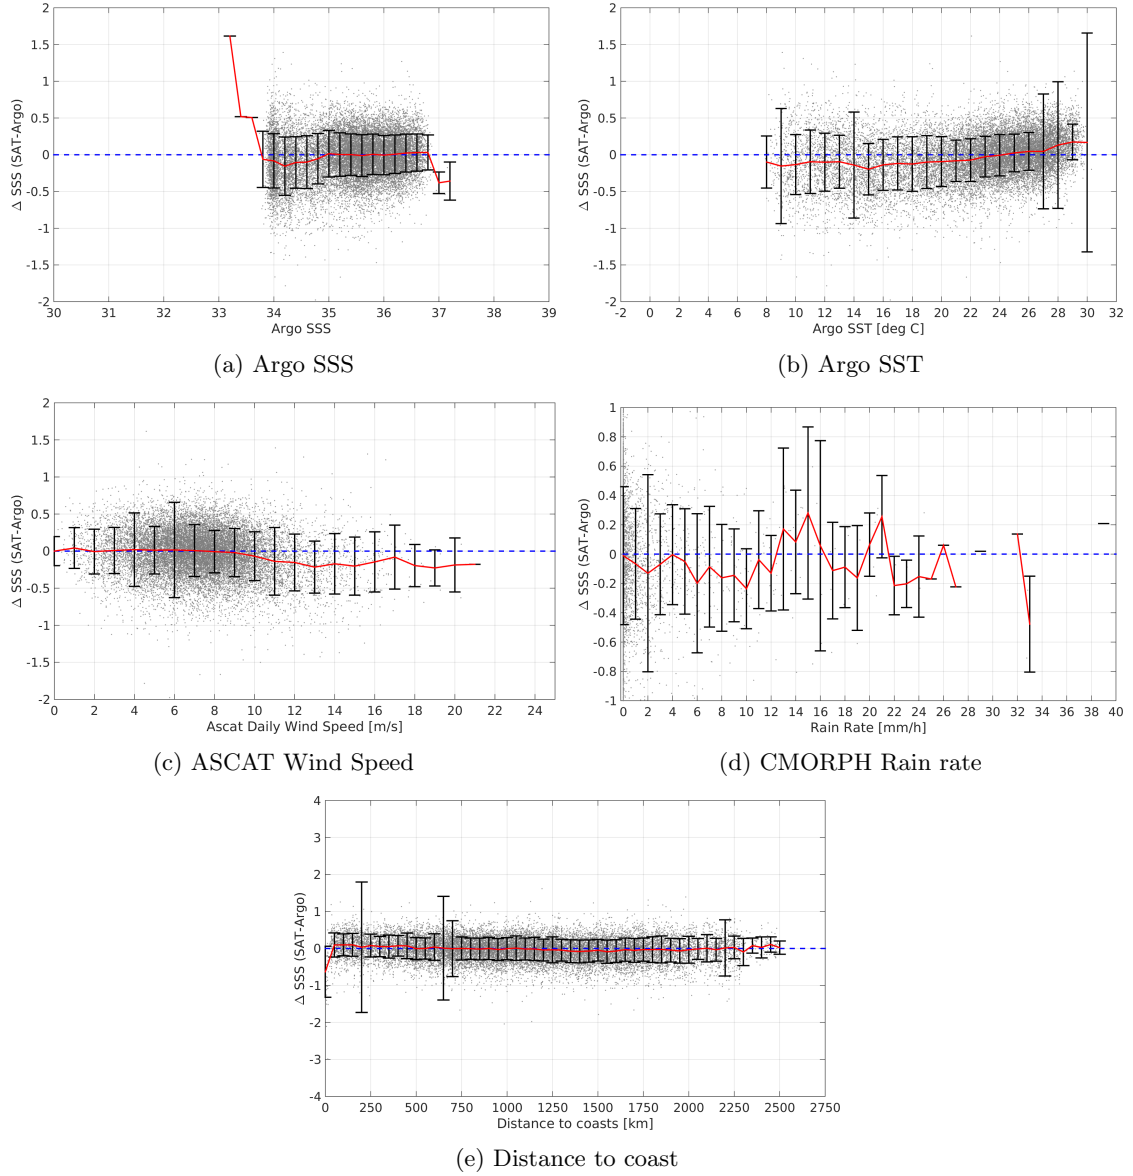 2
1.5
1
0.5
0
-0.5
-1
-1.5
-2
Δ SSS (SAT-Argo)
30 31 32 33 34 35 36 37 38 39
Argo SSS
(a) Argo SSS
2
1.5
1
0.5
0
-0.5
-1
-1.5
-2
Δ SSS (SAT-Argo)
-2 0 2 4 6 8 10 12 14 16 18 20 22 24 26 28 30 32
Argo SST [deg C]
(b) Argo SST
2
1.5
1
0.5
0
-0.5
-1
-1.5
-2
Δ SSS (SAT-Argo)
0 2 4 6 8 10 12 14 16 18 20 22 24
Ascat Daily Wind Speed [m/s]
(c) ASCAT Wind Speed
1
0.8
0.6
0.4
0.2
0
-0.2
-0.4
-0.6
-0.8
-1
Δ SSS (SAT-Argo)
0 2 4 6 8 10 12 14 16 18 20 22 24 26 28 30 32 34 36 38 40
Rain Rate [mm/h]
(d) CMORPH Rain rate
4
3
2
1
0
-1
-2
-3
-4
Δ SSS (SAT-Argo)
0 250 500 750 1000 1250 1500 1750 2000 2250 2500 2750
Distance to coasts [km]
(e) Distance to coast